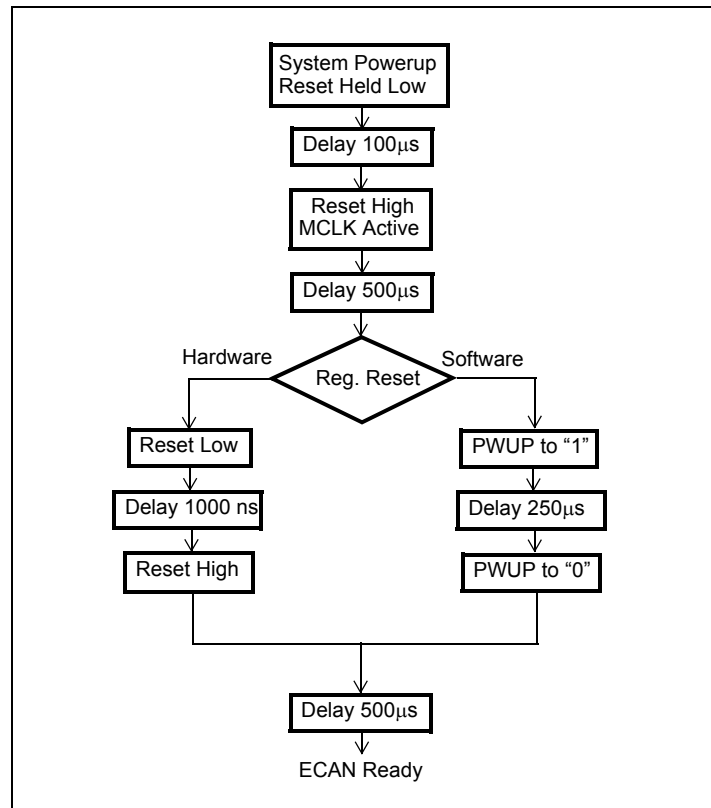 System Powerup
Reset Held Low
Delay 100μs
Reset High
MCLK Active
Delay 500μs
Hardware
Software
Reg. Reset
Reset Low
PWUP to “1”
Delay 1000 ns
Delay 250μs
Reset High
PWUP to “0”
Delay 500μs
ECAN Ready